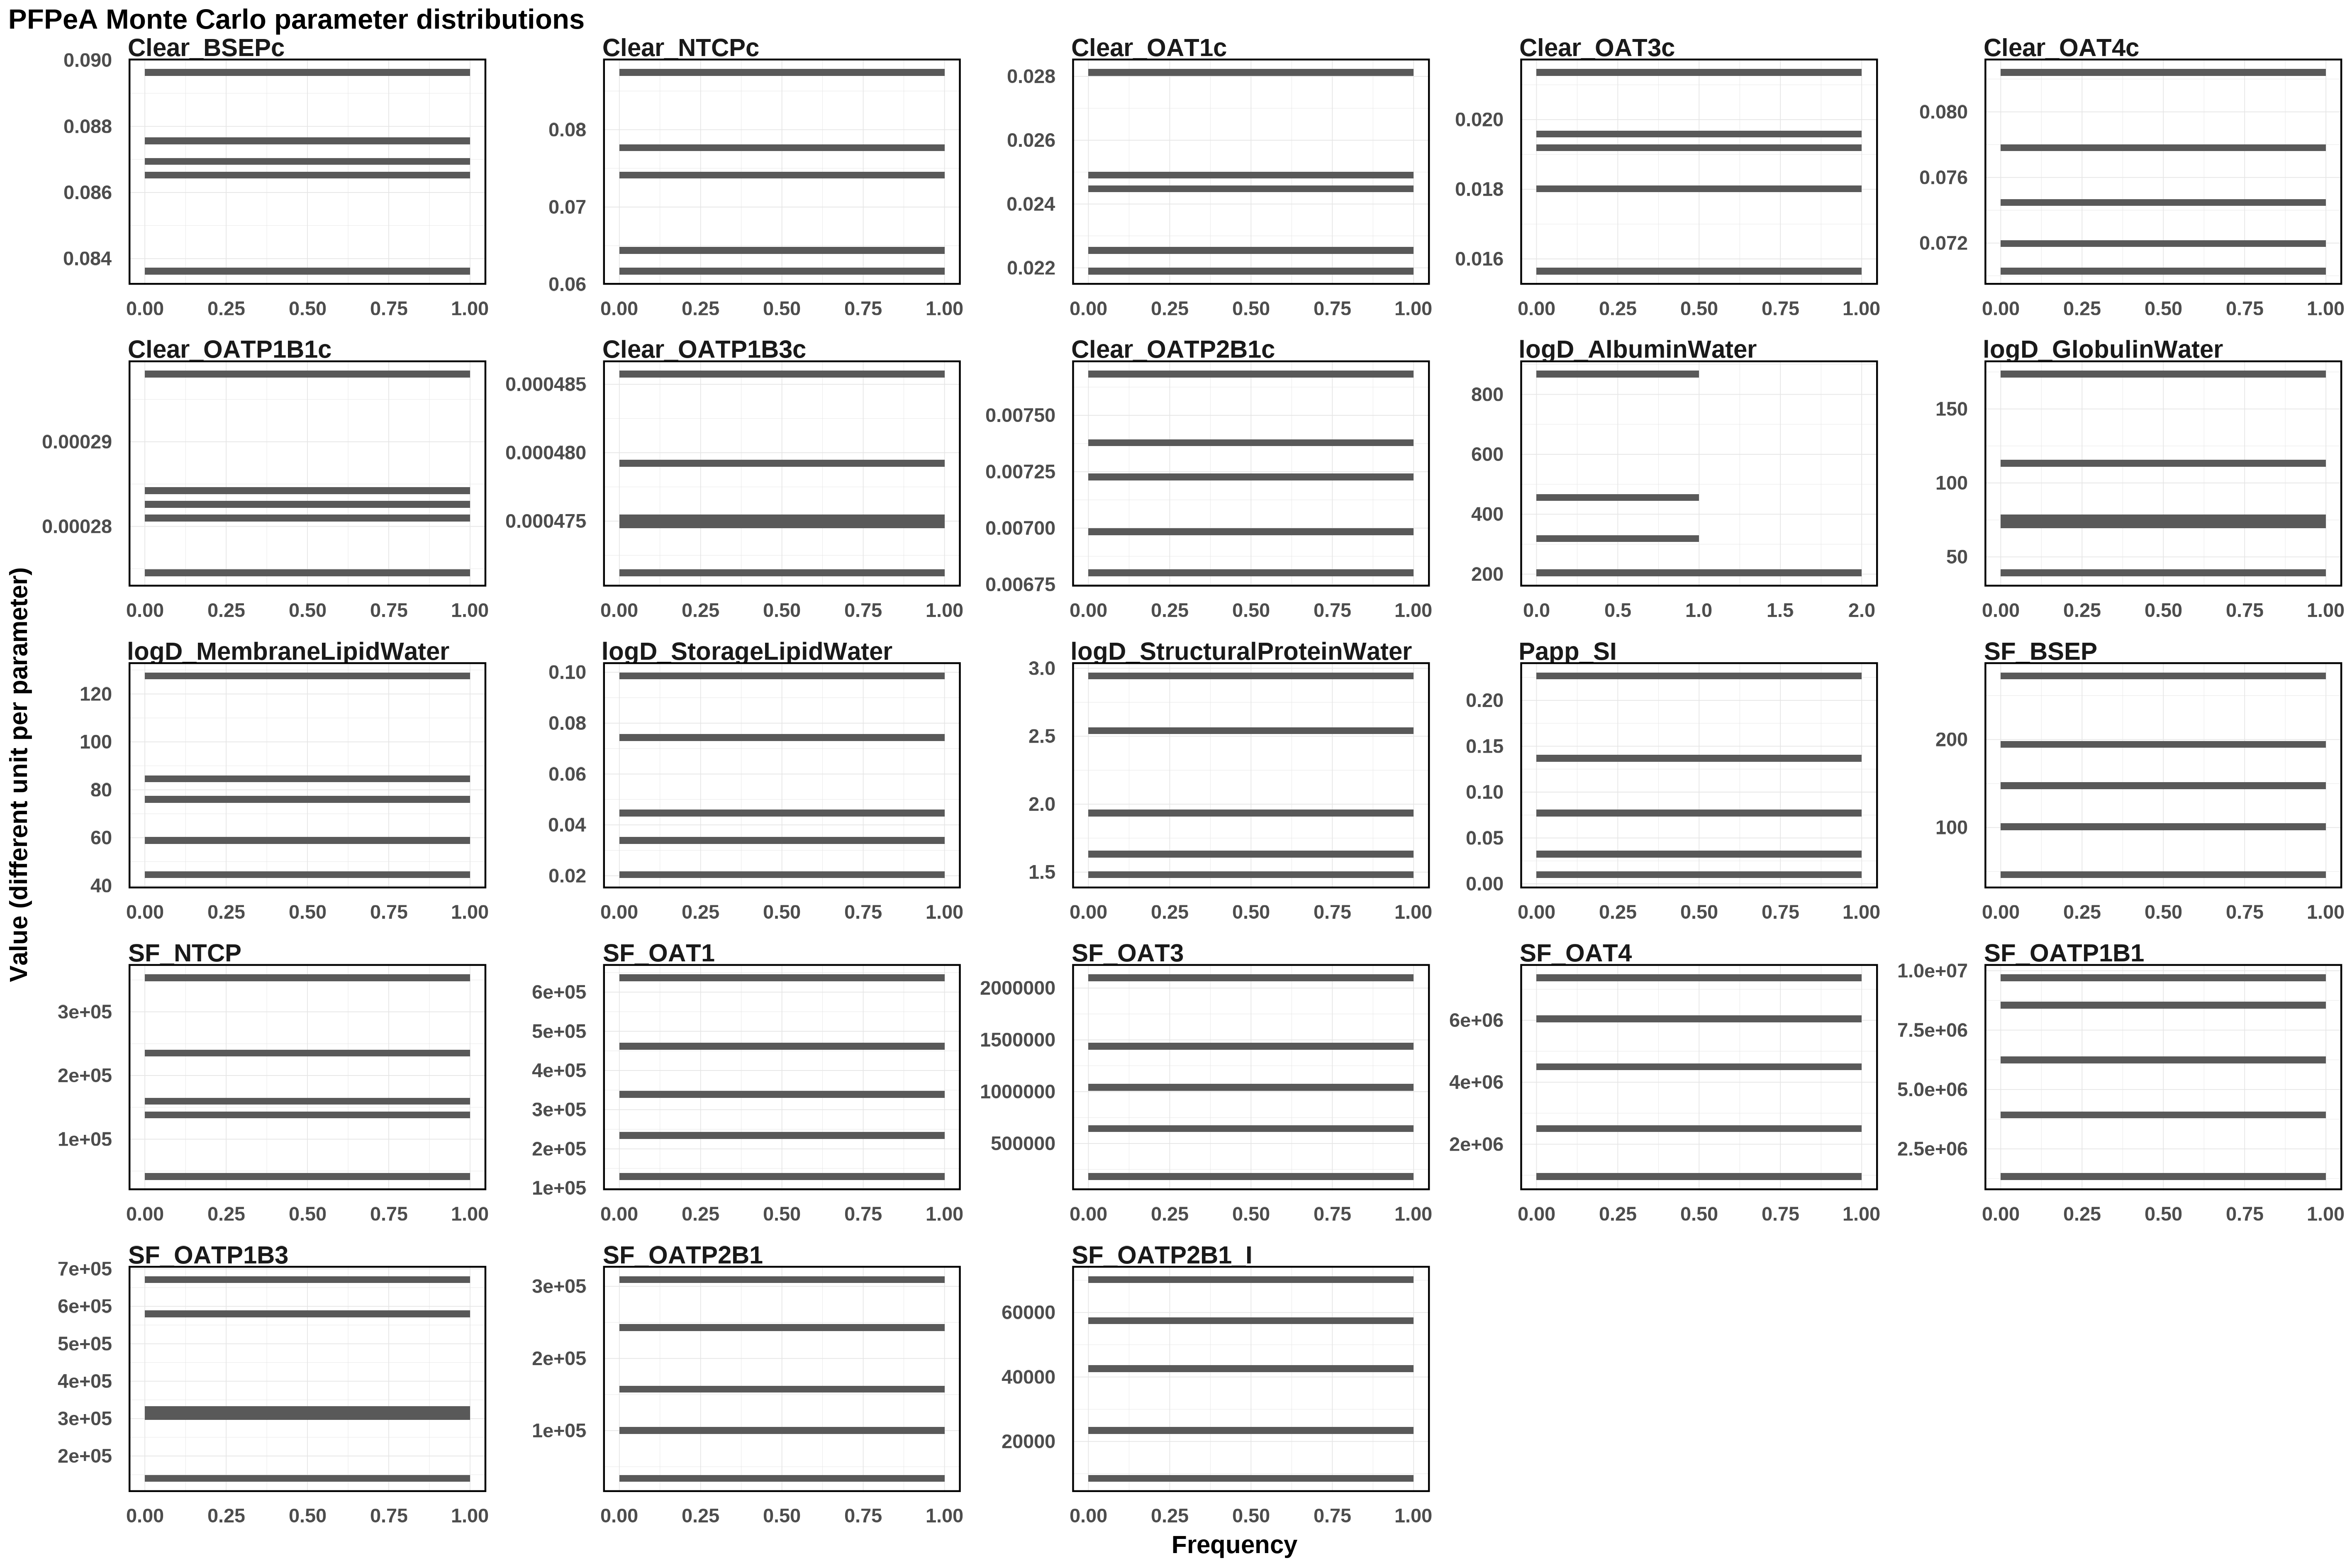 PFPeA Monte Carlo parameter distributions
Clear_BSEPc
Clear_NTCPc
Clear_OAT1c
Clear_OAT3c
Clear_OAT4c
0.090
0.088
0.086
0.084
0.00 0.25 0.50 0.75 1.00
0.08
0.07
0.06
0.00 0.25 0.50 0.75 1.00
0.028
0.026
0.024
0.022
0.00 0.25 0.50 0.75 1.00
0.020
0.018
0.016
0.00 0.25 0.50 0.75 1.00
0.080
0.076
0.072
0.00 0.25 0.50 0.75 1.00
Clear_OATP1B1c
Clear_OATP1B3c
Clear_OATP2B1c
logD_AlbuminWater
logD_GlobulinWater
0.00029
0.00028
0.00 0.25 0.50 0.75 1.00
0.000485
0.000480
0.000475
0.00 0.25 0.50 0.75 1.00
0.00750
0.00725
0.00700
0.00675
0.00 0.25 0.50 0.75 1.00
800
600
400
200
0.0 0.5 1.0 1.5 2.0
150
100
50
0.00 0.25 0.50 0.75 1.00
Value (different unit per parameter)
logD_MembraneLipidWater
logD_StorageLipidWater
logD_StructuralProteinWater
Papp_SI
SF_BSEP
120
100
80
60
40
0.00 0.25 0.50 0.75 1.00
0.10
0.08
0.06
0.04
0.02
0.00 0.25 0.50 0.75 1.00
3.0
2.5
2.0
1.5
0.00 0.25 0.50 0.75 1.00
0.20
0.15
0.10
0.05
0.00
0.00 0.25 0.50 0.75 1.00
200
100
0.00 0.25 0.50 0.75 1.00
SF_NTCP
SF_OAT1
SF_OAT3
SF_OAT4
SF_OATP1B1
3e+05
2e+05
1e+05
0.00 0.25 0.50 0.75 1.00
6e+05
5e+05
4e+05
3e+05
2e+05
1e+05
0.00 0.25 0.50 0.75 1.00
2000000
1500000
1000000
500000
0.00 0.25 0.50 0.75 1.00
6e+06
4e+06
2e+06
0.00 0.25 0.50 0.75 1.00
1.0e+07
7.5e+06
5.0e+06
2.5e+06
0.00 0.25 0.50 0.75 1.00
SF_OATP1B3
SF_OATP2B1
SF_OATP2B1_I
7e+05
6e+05
5e+05
4e+05
3e+05
2e+05
0.00 0.25 0.50 0.75 1.00
3e+05
2e+05
1e+05
0.00 0.25 0.50 0.75 1.00
60000
40000
20000
0.00 0.25 0.50 0.75 1.00
Frequency